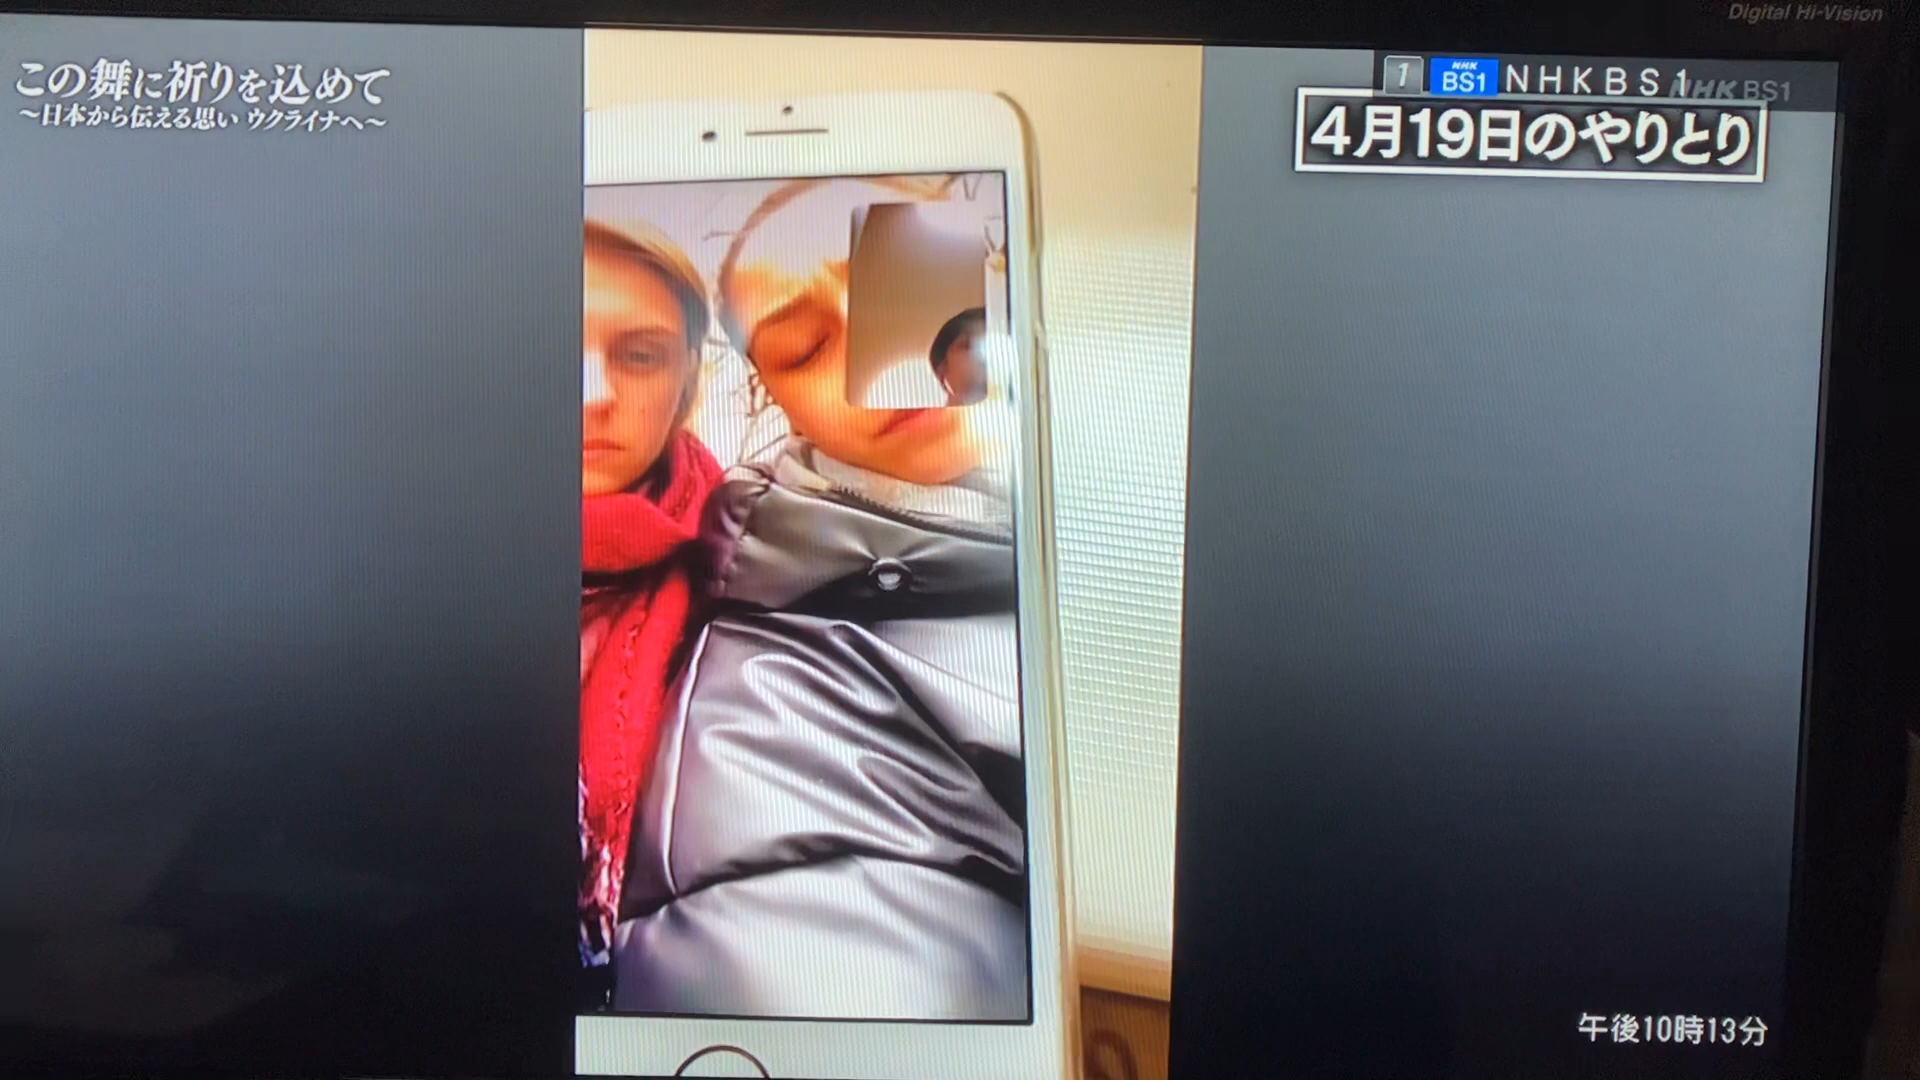 Digital Hi-Vision
この舞に祈りを込めて
〜日本から伝える思い ウクライナへ〜
1 NHK BS1 NHKBS1
NHK BS1
4月19日のやりとり
午後10時13分